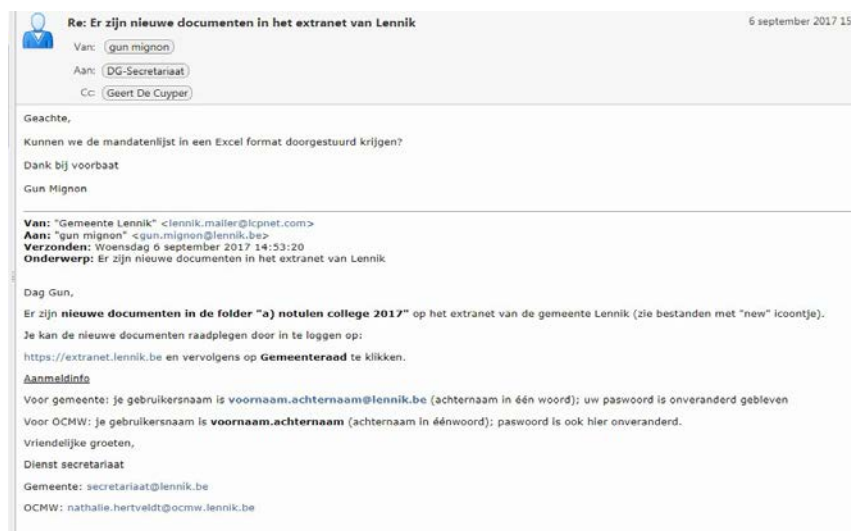 Re: Er zijn nieuwe documenten in het extranet van Lennik
6 september 2017 15
Van: gun mignon
Aan: DG-Secretariaat
Cc: Geert De Cuyper
Geachte,
Kunnen we de mandatenlijst in een Excel format doorgestuurd krijgen?
Dank bij voorbaat
Gun Mignon
Van: "Gemeente Lennik" <lennik.mailer@lcpnet.com>
Aan: "gun mignon" <gun.mignon@lennik.be>
Verzonden: Woensdag 6 september 2017 14:53:20
Onderwerp: Er zijn nieuwe documenten in het extranet van Lennik
Dag Gun,
Er zijn nieuwe documenten in de folder "a) notulen college 2017" op het extranet van de gemeente Lennik (zie bestanden met "new" icoontje).
Je kan de nieuwe documenten raadplegen door in te loggen op:
https://extranet.lennik.be en vervolgens op Gemeenteraad te klikken.
Aanmeldinfo
Voor gemeente: je gebruikersnaam is voornaam.achternaam@lennik.be (achternaam in één woord); uw paswoord is onveranderd gebleven
Voor OCMW: je gebruikersnaam is voornaam.achternaam (achternaam in éénwoord); paswoord is ook hier onveranderd.
Vriendelijke groeten,
Dienst secretariaat
Gemeente: secretariaat@lennik.be
OCMW: nathalie.hertveldt@ocmw.lennik.be